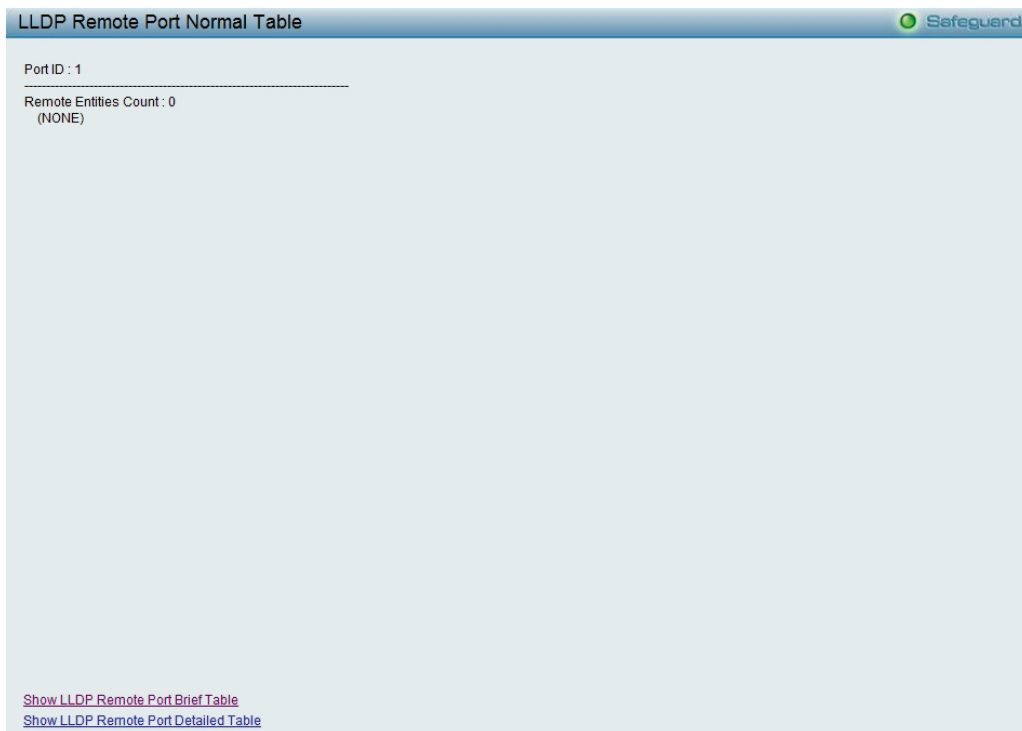 LLDP Remote Port Normal Table
Safeguard
Port ID : 1
--------------------------------------------------------------------------
Remote Entities Count : 0
(NONE)
Show LLDP Remote Port Brief Table
Show LLDP Remote Port Detailed Table